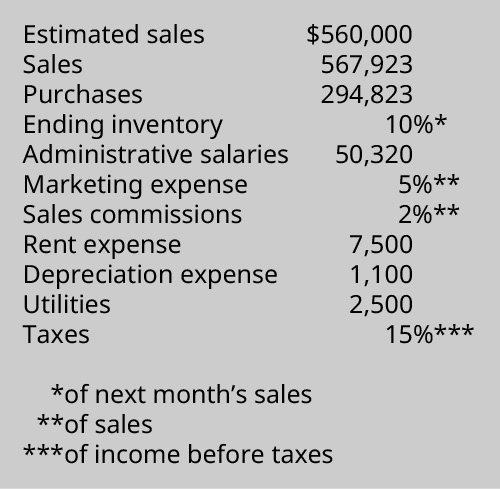 Estimated sales $560,000
Sales 567,923
Purchases 294,823
Ending inventory 10%*
Administrative salaries 50,320
Marketing expense 5%**
Sales commissions 2%**
Rent expense 7,500
Depreciation expense 1,100
Utilities 2,500
Taxes 15%***
*of next month’s sales
**of sales
***of income before taxes